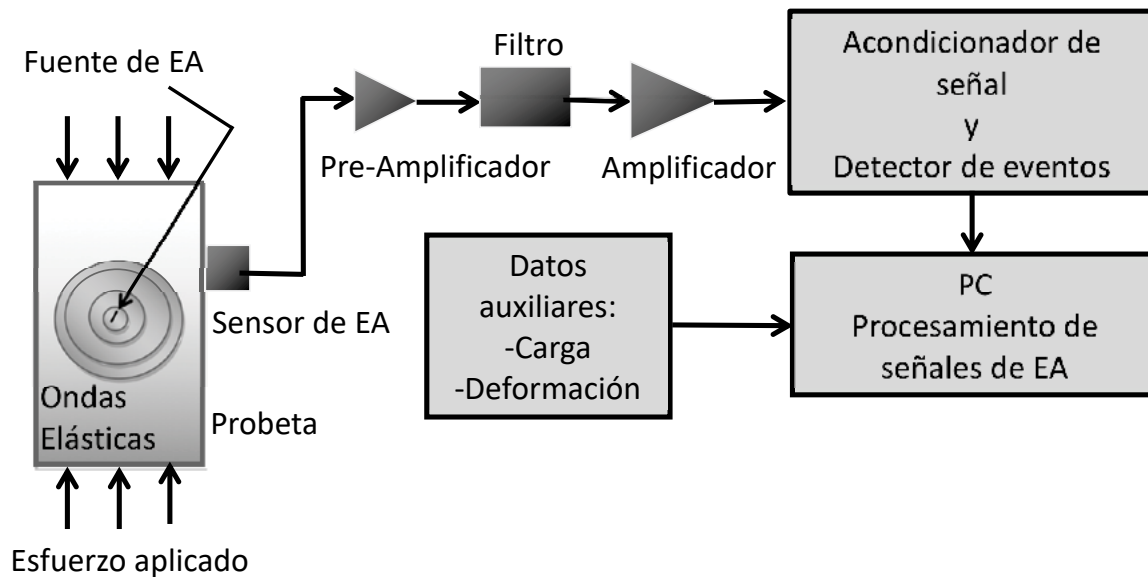 Fuente de EA
Filtro
Pre-Amplificador
Amplificador
Acondicionador de
señal
y
Detector de eventos
Sensor de EA
Probeta
Ondas
Elásticas
Esfuerzo aplicado
Datos
auxiliares:
-Carga
-Deformación
PC
Procesamiento de
señales de EA